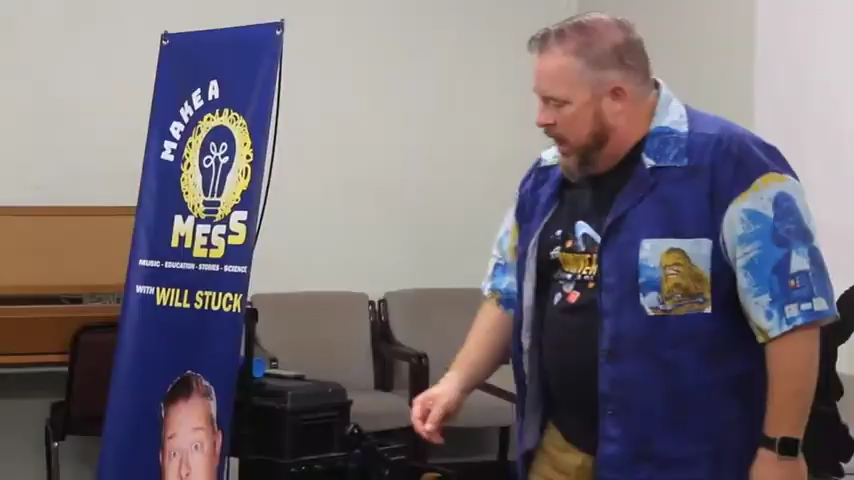 MAKE A
MESS
MUSIC - EDUCATION - STORIES - SCIENCE
WITH WILL STUCK